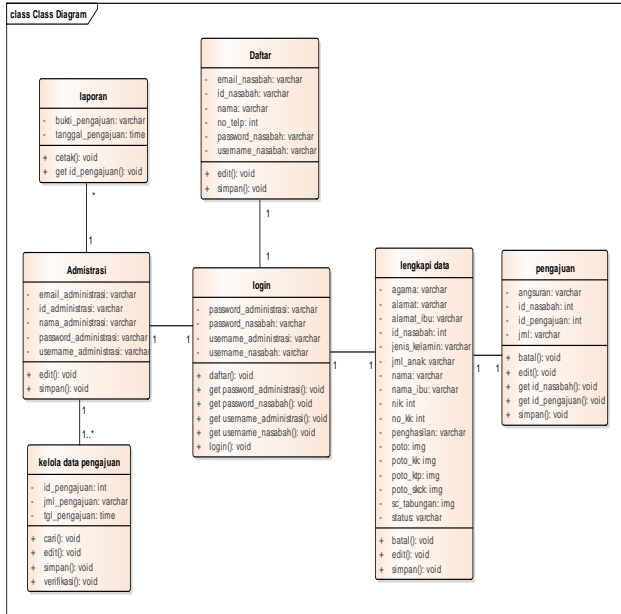 class Class Diagram
laporan
- bukti_pengajuan: varchar
- tanggal_pengajuan: time
+ cetak(): void
+ get id_pengajuan(): void
*
1
Daftar
- email_nasabah: varchar
- id_nasabah: varchar
- nama: varchar
- no_telp: int
- password_nasabah: varchar
- username_nasabah: varchar
+ edit(): void
+ simpan(): void
1
1
Admistrasi
- email_administrasi: varchar
- id_administrasi: varchar
- nama_administrasi: varchar
- password_administrasi: varchar
- username_administrasi: varchar
+ edit(): void
+ simpan(): void
1 1
login
- password_administrasi: varchar
- password_nasabah: varchar
- username_administrasi: varchar
- username_nasabah: varchar
+ daftar(): void
+ get password_administrasi(): void
+ get password_nasabah(): void
+ get username_administrasi(): void
+ get username_nasabah(): void
+ login(): void
1 1
lengkapi data
- agama: varchar
- alamat: varchar
- alamat_ibu: varchar
- id_nasabah: int
- jenis_kelamin: varchar
- jml_anak: varchar
- nama: varchar
- nama_ibu: varchar
- nik: int
- no_kk: int
- penghasilan: varchar
- poto: img
- poto_kk: img
- poto_ktp: img
- poto_skck: img
- sc_tabungan: img
- status: varchar
+ batal(): void
+ edit(): void
+ simpan(): void
1 1
pengajuan
- angsuran: varchar
- id_nasabah: int
- id_pengajuan: int
- jml: varchar
+ batal(): void
+ edit(): void
+ get id_nasabah(): void
+ get id_pengajuan(): void
+ simpan(): void
1
1..*
kelola data pengajuan
- id_pengajuan: int
- jml_pengajuan: varchar
- tgl_pengajuan: time
+ cari(): void
+ edit(): void
+ simpan(): void
+ verifikasi(): void